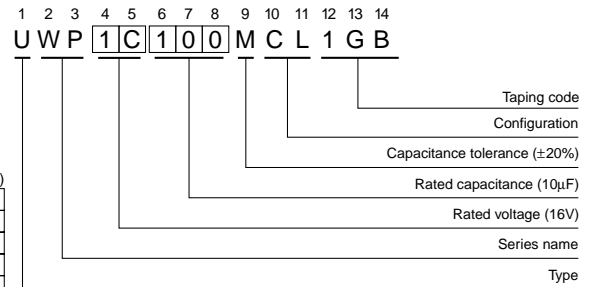 1 2 3 4 5 6 7 8 9 10 11 12 13 14
U W P 1 C 1 0 0 M C L 1 G B
Taping code
Configuration
Capacitance tolerance (±20%)
Rated capacitance (10µF)
)
Rated voltage (16V)
Series name
Type